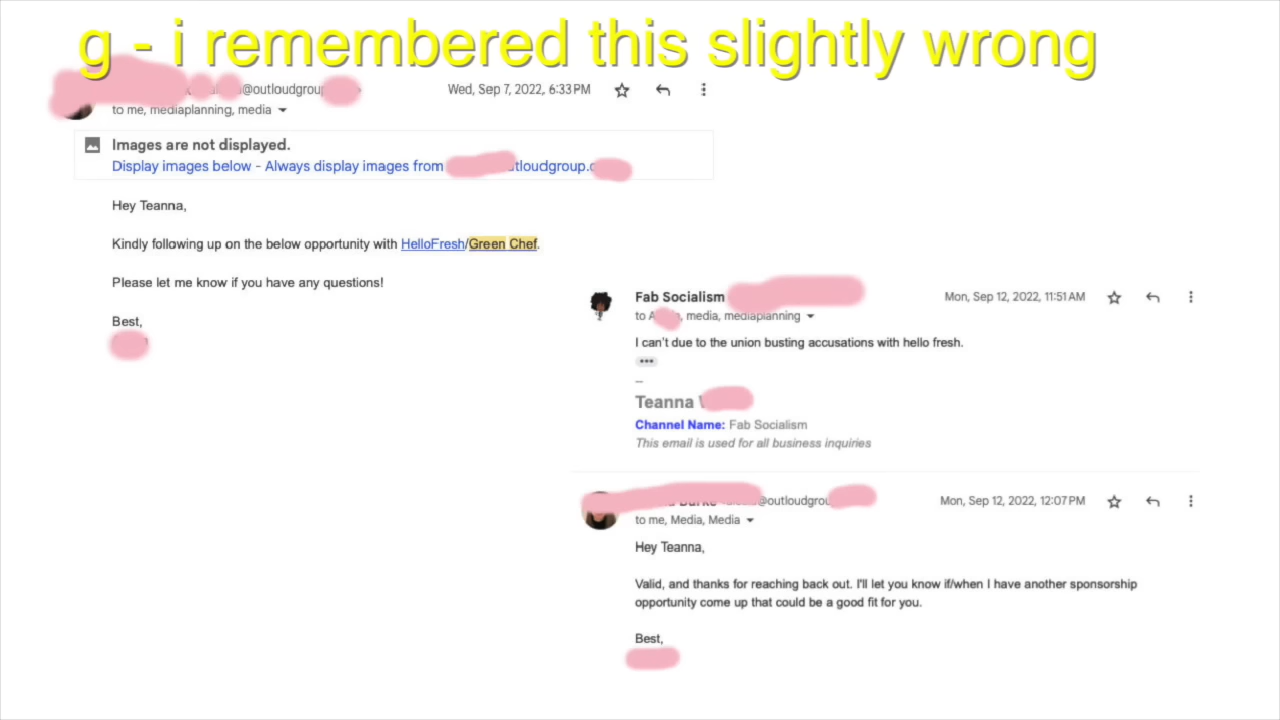 g - i remembered this slightly wrong
@outloudgroup
Wed, Sep 7, 2022, 6:33 PM
to me, mediaplanning, media
Images are not displayed.
Display images below - Always display images from
Hey Teanna,
Kindly following up on the below opportunity with HelloFresh/Green Chef.
Please let me know if you have any questions!
Best,
Fab Socialism
Mon, Sep 12, 2022, 11:51 AM
to media, mediaplanning
I can't due to the union busting accusations with hello fresh.
--
Teanna
Channel Name: Fab Socialism
This email is used for all business inquiries
@outloudgrou
Mon, Sep 12, 2022, 12:07 PM
to me, Media, Media
Hey Teanna,
Valid, and thanks for reaching back out. I'll let you know if/when I have another sponsorship
opportunity come up that could be a good fit for you.
Best,